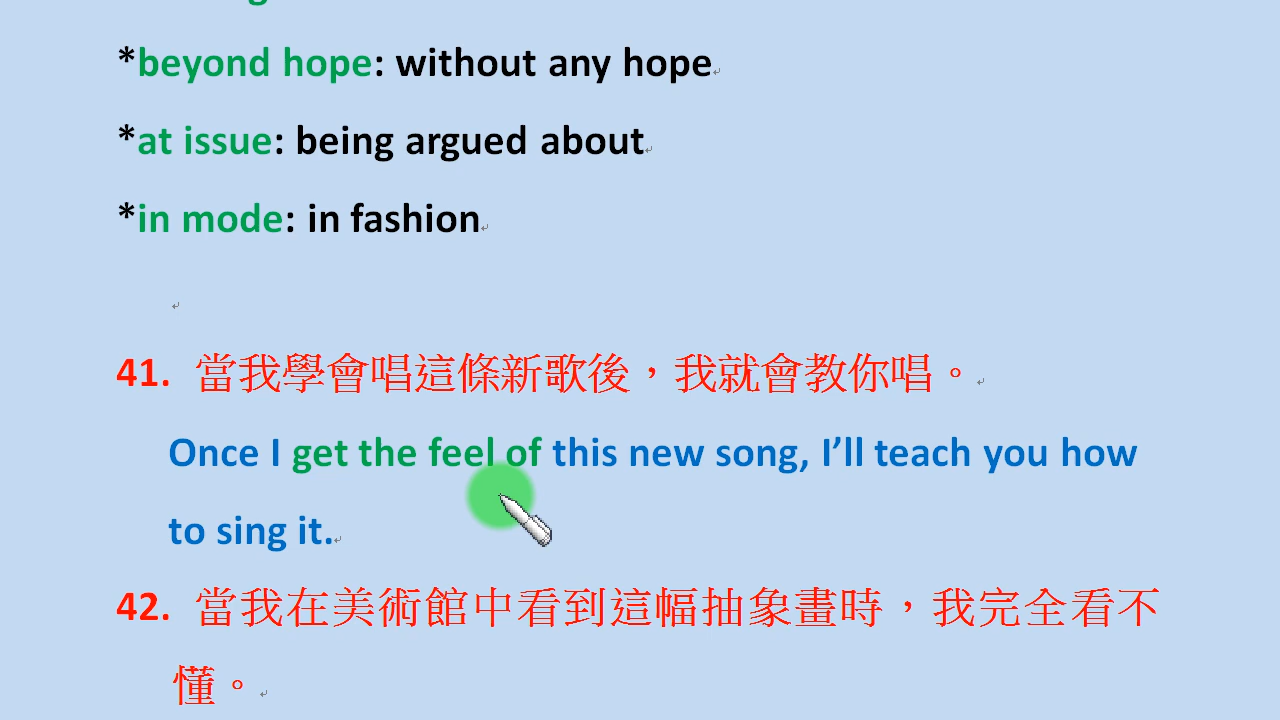 *beyond hope: without any hope
*at issue: being argued about
*in mode: in fashion
41. 當我學會唱這條新歌後，我就會教你唱。
Once I get the feel of this new song, I’ll teach you how
to sing it.
42. 當我在美術館中看到這幅抽象畫時，我完全看不
懂。